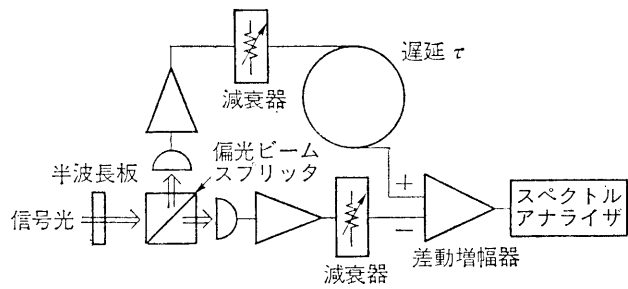 遅延 τ
減衰器
偏光ビーム
スプリッタ
半波長板
信号光
+
−
スペクトル
アナライザ
差動増幅器
減衰器